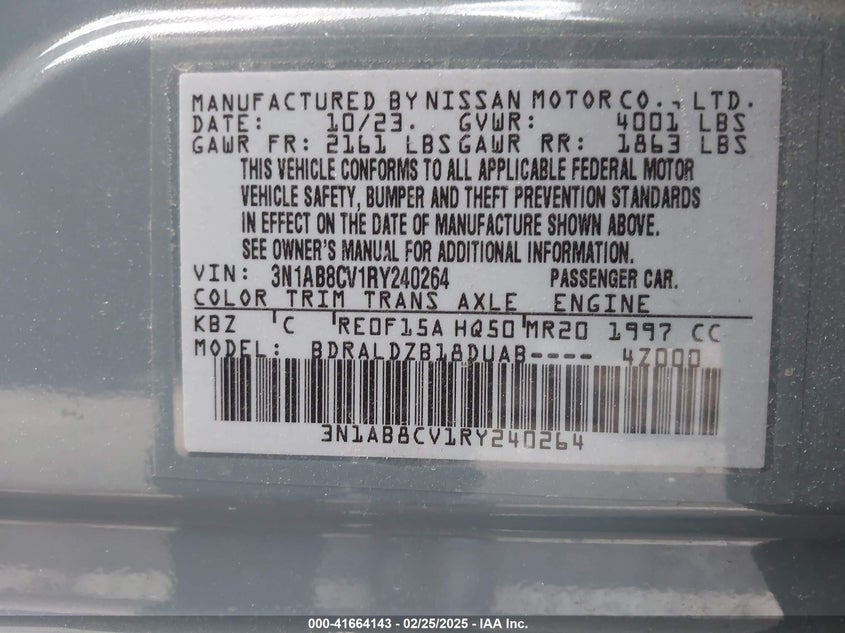 MANUFACTURED BY NISSAN MOTOR CO., LTD.
DATE: 10/23. GVWR: 4001 LBS
GAWR FR: 2161 LBS GAWR RR: 1863 LBS
THIS VEHICLE CONFORMS TO ALL APPLICABLE FEDERAL MOTOR
VEHICLE SAFETY, BUMPER AND THEFT PREVENTION STANDARDS
IN EFFECT ON THE DATE OF MANUFACTURE SHOWN ABOVE.
SEE OWNER'S MANUAL FOR ADDITIONAL INFORMATION.
VIN: 3N1AB8CV1RY240264 PASSENGER CAR.
COLOR TRIM TRANS AXLE ENGINE
KBZ C RE0F15A HQ50 MR20 1997 CC
MODEL: BDRALDZB18DUAB---- 4Z000
3N1AB8CV1RY240264
000-41664143 - 02/25/2025 - IAA Inc.